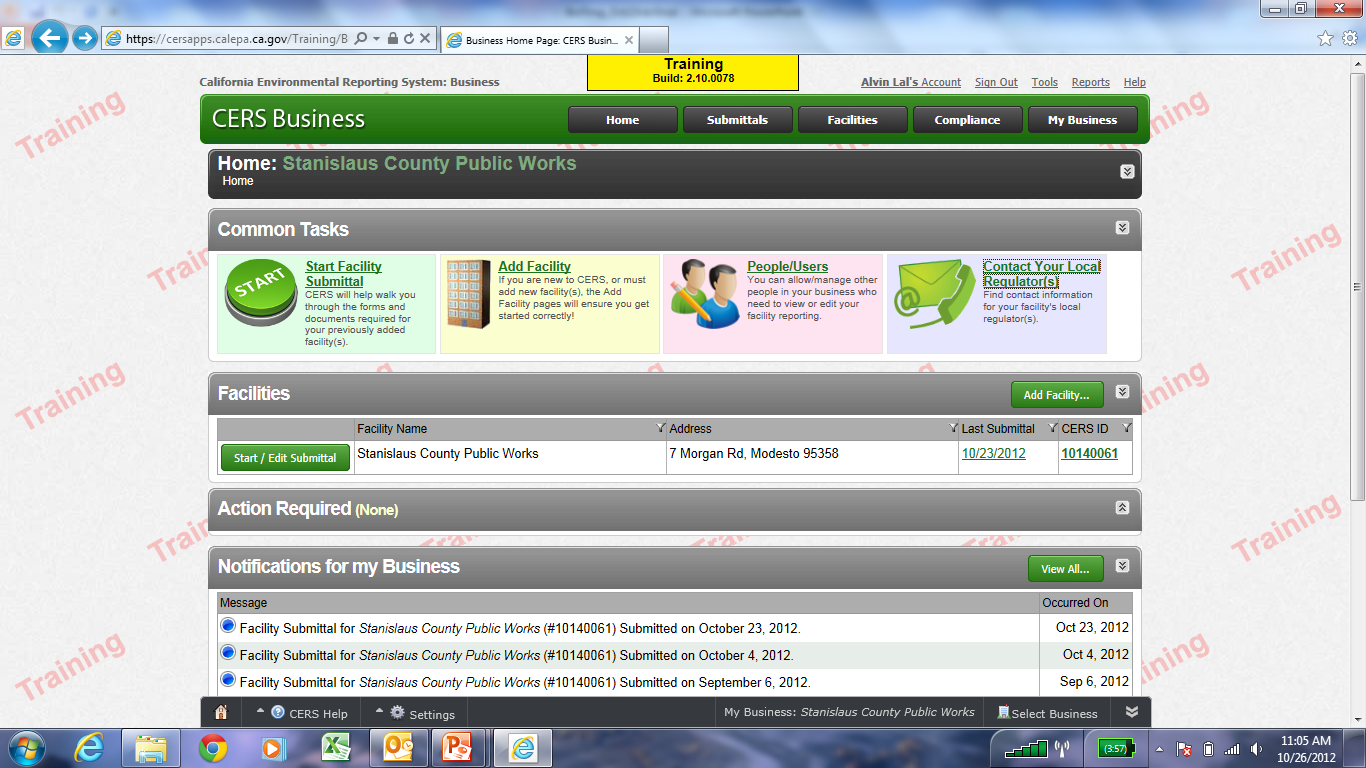 https://cersapps.calepa.ca.gov/Training/B
Business Home Page: CERS Busin...
Training
Build: 2.10.0078
California Environmental Reporting System: Business
Alvin Lal's Account Sign Out Tools Reports Help
CERS Business
Home Submittals Facilities Compliance My Business
Home: Stanislaus County Public Works
Home
Common Tasks
START
Start Facility
Submittal
CERS will help walk you
through the forms and
documents required for
your previously added
facility(s).
Add Facility
If you are new to CERS, or must
add new facility(s), the Add
Facility pages will ensure you get
started correctly!
People/Users
You can allow/manage other
people in your business who
need to view or edit your
facility reporting.
Contact Your Local
Regulator(s)
Find contact information
for your facility's local
regulator(s).
Facilities
Add Facility...
Facility Name Address Last Submittal CERS ID
Start / Edit Submittal Stanislaus County Public Works 7 Morgan Rd, Modesto 95358 10/23/2012 10140061
Action Required (None)
Notifications for my Business
View All...
Message Occurred On
Facility Submittal for Stanislaus County Public Works (#10140061) Submitted on October 23, 2012. Oct 23, 2012
Facility Submittal for Stanislaus County Public Works (#10140061) Submitted on October 4, 2012. Oct 4, 2012
Facility Submittal for Stanislaus County Public Works (#10140061) Submitted on September 6, 2012. Sep 6, 2012
CERS Help Settings My Business: Stanislaus County Public Works Select Business
(3:57)
11:05 AM
10/26/2012
Training
Training
Training
Training
Training
Training